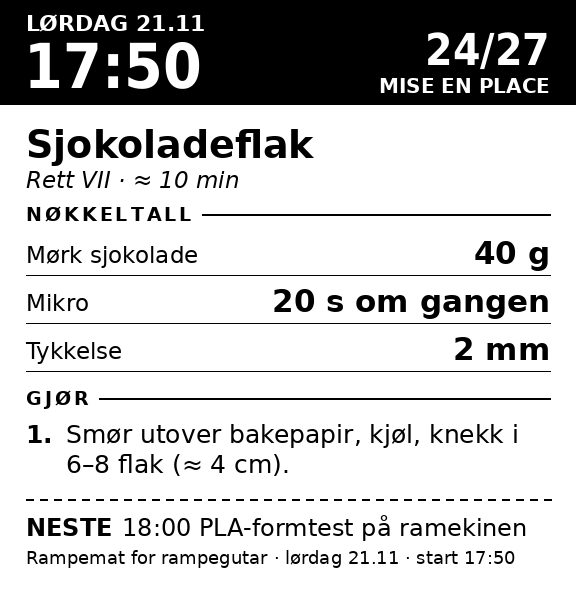 LØRDAG 21.11
17:50
24/27
MISE EN PLACE
Sjokoladeflak
Rett VII · ≈ 10 min
NØKKELTALL
Mørk sjokolade 40 g
Mikro 20 s om gangen
Tykkelse 2 mm
GJØR
1. Smør utover bakepapir, kjøl, knekk i
6–8 flak (≈ 4 cm).
NESTE 18:00 PLA-formtest på ramekinen
Rampemat for rampegutar · lørdag 21.11 · start 17:50